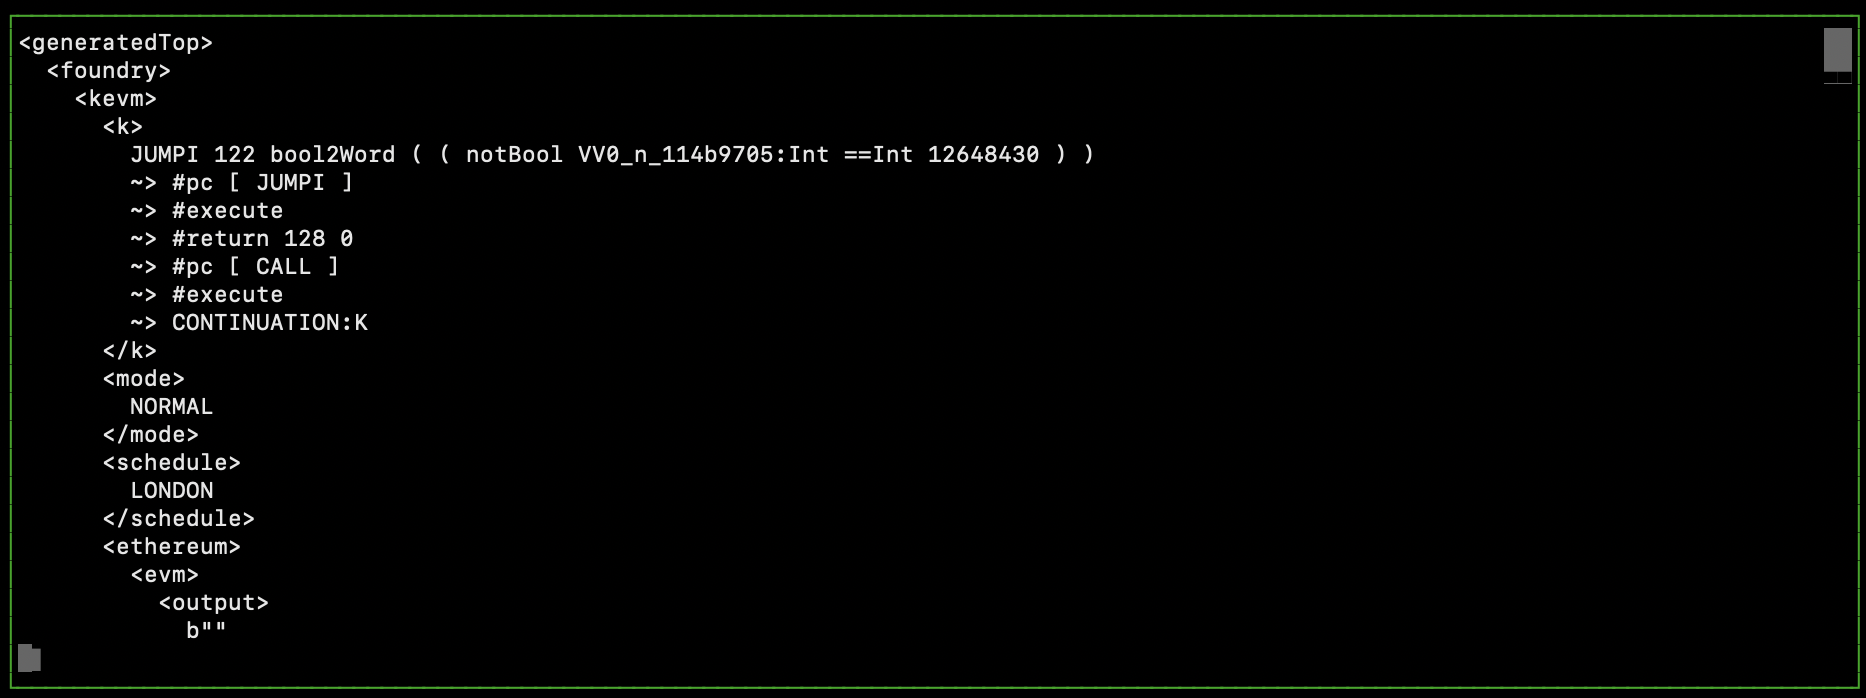 <generatedTop>
  <foundry>
    <kevm>
      <k>
        JUMPI 122 bool2Word ( ( notBool VV0_n_114b9705:Int ==Int 12648430 ) )
        ~> #pc [ JUMPI ]
        ~> #execute
        ~> #return 128 0
        ~> #pc [ CALL ]
        ~> #execute
        ~> CONTINUATION:K
      </k>
      <mode>
        NORMAL
      </mode>
      <schedule>
        LONDON
      </schedule>
      <ethereum>
        <evm>
          <output>
            b""